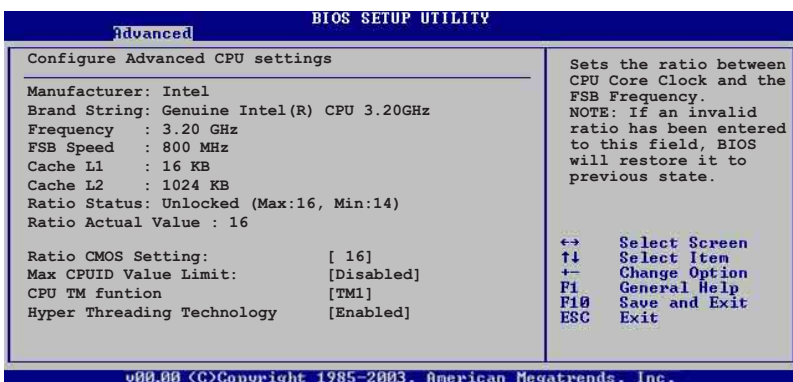 BIOS SETUP UTILITY
Advanced
Configure Advanced CPU settings
Manufacturer: Intel
Brand String: Genuine Intel(R) CPU 3.20GHz
Frequency : 3.20 GHz
FSB Speed : 800 MHz
Cache L1 : 16 KB
Cache L2 : 1024 KB
Ratio Status: Unlocked (Max:16, Min:14)
Ratio Actual Value : 16
Ratio CMOS Setting: [ 16]
Max CPUID Value Limit: [Disabled]
CPU TM funtion [TM1]
Hyper Threading Technology [Enabled]
Sets the ratio between
CPU Core Clock and the
FSB Frequency.
NOTE: If an invalid
ratio has been entered
to this field, BIOS
will restore it to
previous state.
↔ Select Screen
↑↓ Select Item
+- Change Option
F1 General Help
F10 Save and Exit
ESC Exit
v00.00 (C)Copyright 1985-2003, American Megatrends, Inc.